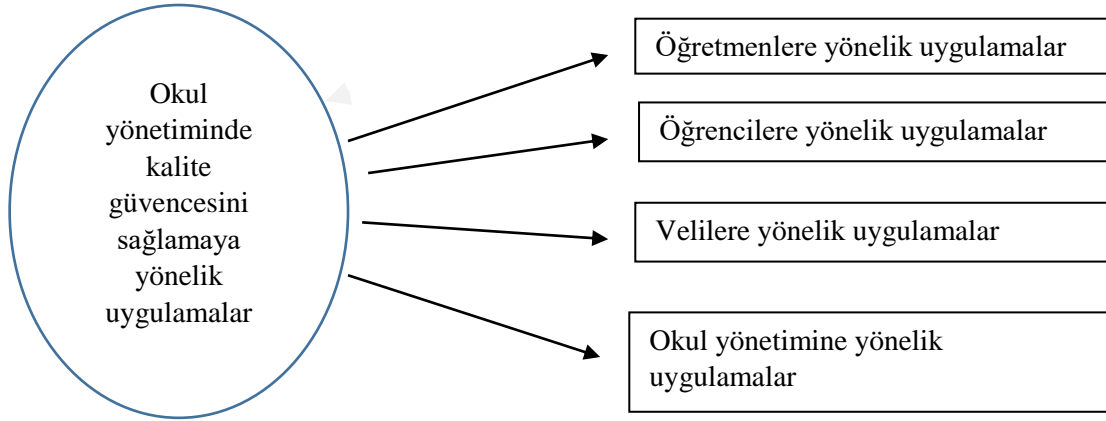 Okul
yönetiminde
kalite
güvencesini
sağlamaya
yönelik
uygulamalar
Öğretmenlere yönelik uygulamalar
Öğrencilere yönelik uygulamalar
Velilere yönelik uygulamalar
Okul yönetimine yönelik
uygulamalar